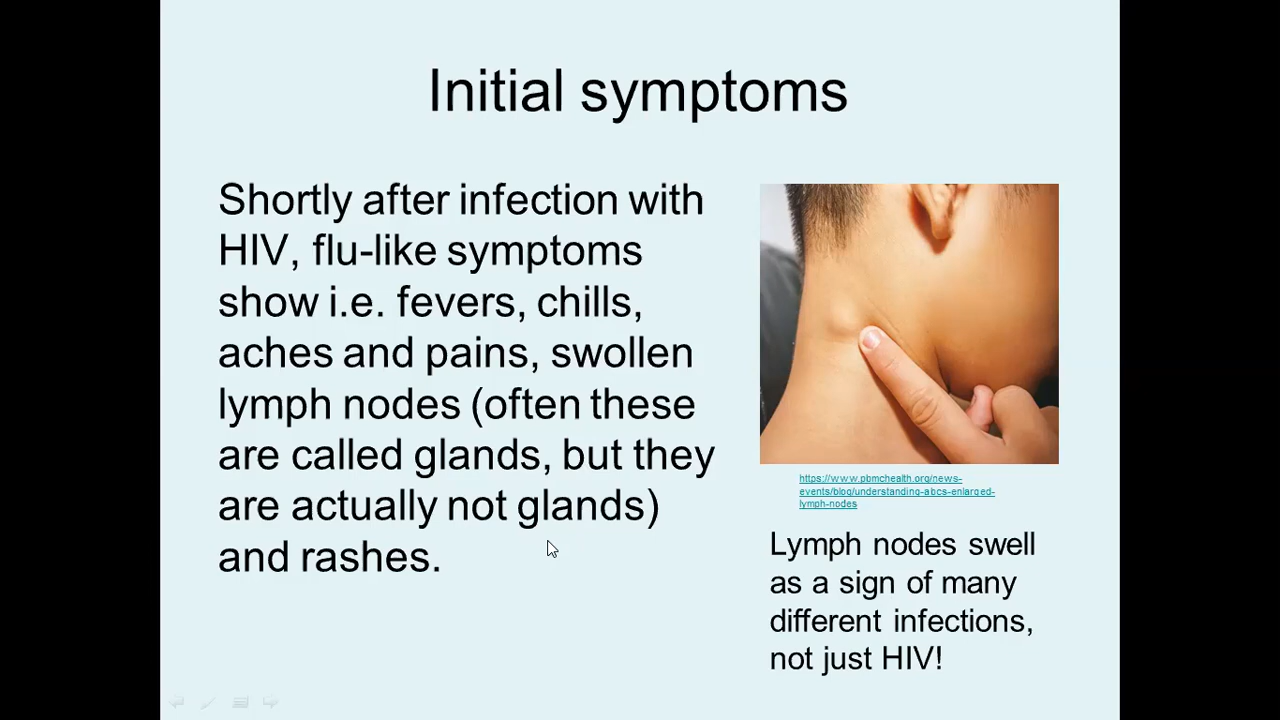 Initial symptoms
Shortly after infection with
HIV, flu-like symptoms
show i.e. fevers, chills,
aches and pains, swollen
lymph nodes (often these
are called glands, but they
are actually not glands)
and rashes.
https://www.pbmchealth.org/news-
events/blog/understanding-abcs-enlarged-
lymph-nodes
Lymph nodes swell
as a sign of many
different infections,
not just HIV!